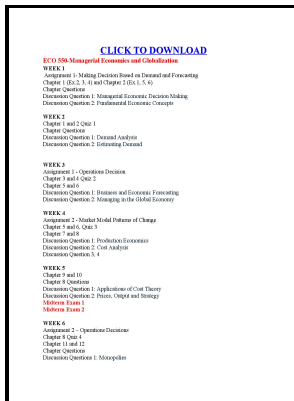 CLICK TO DOWNLOAD
ECO 550-Managerial Economics and Globalization
WEEK 1
Assignment 1- Making Decision Based on Demand and Forecasting
Chapter 1 (Ex:2, 3, 4) and Chapter 2 (Ex 1, 5, 6)
Chapter Questions
Discussion Question 1: Managerial Economic Decision Making
Discussion Question 2: Fundamental Economic Concepts
WEEK 2
Chapter 1 and 2 Quiz 1
Chapter Questions
Discussion Question 1: Demand Analysis
Discussion Question 2: Estimating Demand
WEEK 3
Assignment 1 - Operations Decision
Chapter 3 and 4 Quiz 2
Chapter 5 and 6
Discussion Question 1: Business and Economic Forecasting
Discussion Question 2: Managing in the Global Economy
WEEK 4
Assignment 2 - Market Model Patterns of Change
Chapter 5 and 6, Quiz 3
Chapter 7 and 8
Discussion Question 1: Production Economics
Discussion Question 2: Cost Analysis
Discussion Question 3, 4
WEEK 5
Chapter 9 and 10
Chapter 8 Questions
Discussion Question 1: Applications of Cost Theory
Discussion Question 2: Prices, Output and Strategy
Midterm Exam 1
Midterm Exam 2
WEEK 6
Assignment 2 – Operations Decisions
Chapter 8 Quiz 4
Chapter 11 and 12
Chapter Questions
Discussion Questions 1: Monopolies